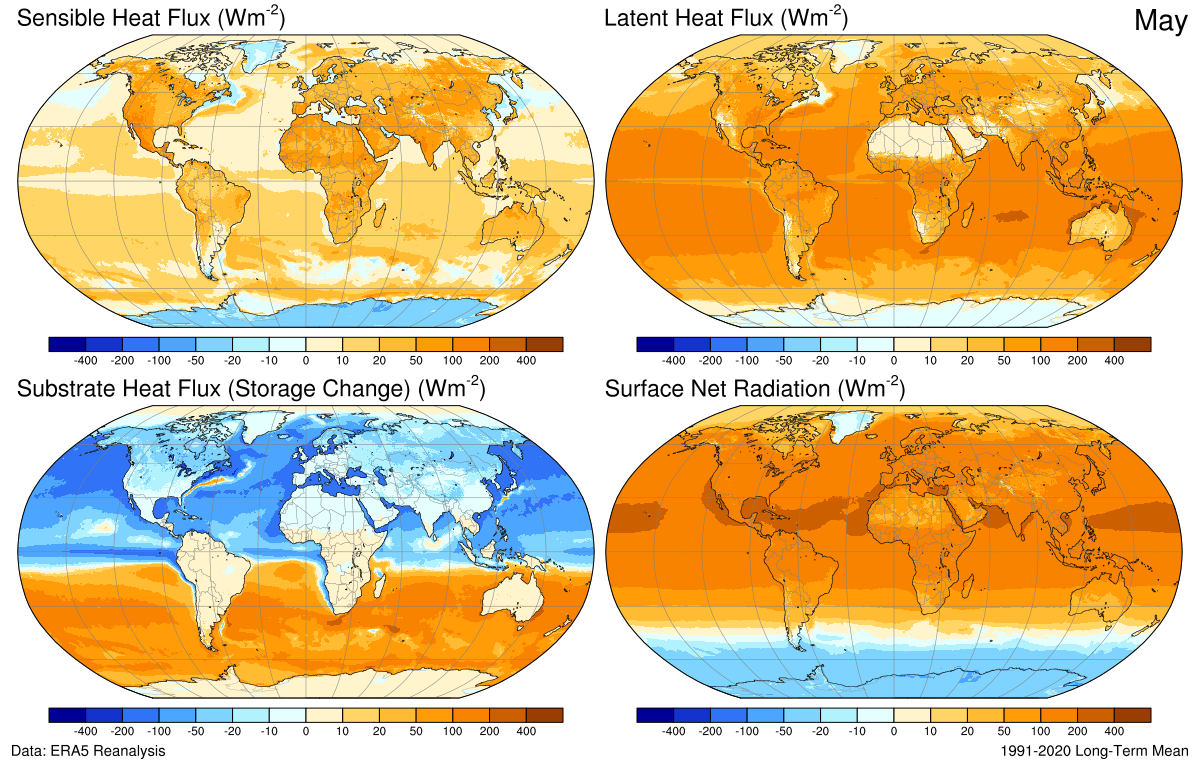 Sensible Heat Flux (Wm-2)
Latent Heat Flux (Wm-2)
May
-400 -200 -100 -50 -20 -10 0 10 20 50 100 200 400
-400 -200 -100 -50 -20 -10 0 10 20 50 100 200 400
Substrate Heat Flux (Storage Change) (Wm-2)
Surface Net Radiation (Wm-2)
-400 -200 -100 -50 -20 -10 0 10 20 50 100 200 400
-400 -200 -100 -50 -20 -10 0 10 20 50 100 200 400
Data: ERA5 Reanalysis
1991-2020 Long-Term Mean